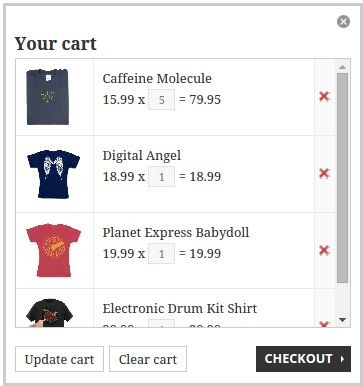 Your cart
Caffeine Molecule
15.99 x 5 = 79.95
Digital Angel
18.99 x 1 = 18.99
Planet Express Babydoll
19.99 x 1 = 19.99
Electronic Drum Kit Shirt
Update cart
Clear cart
CHECKOUT